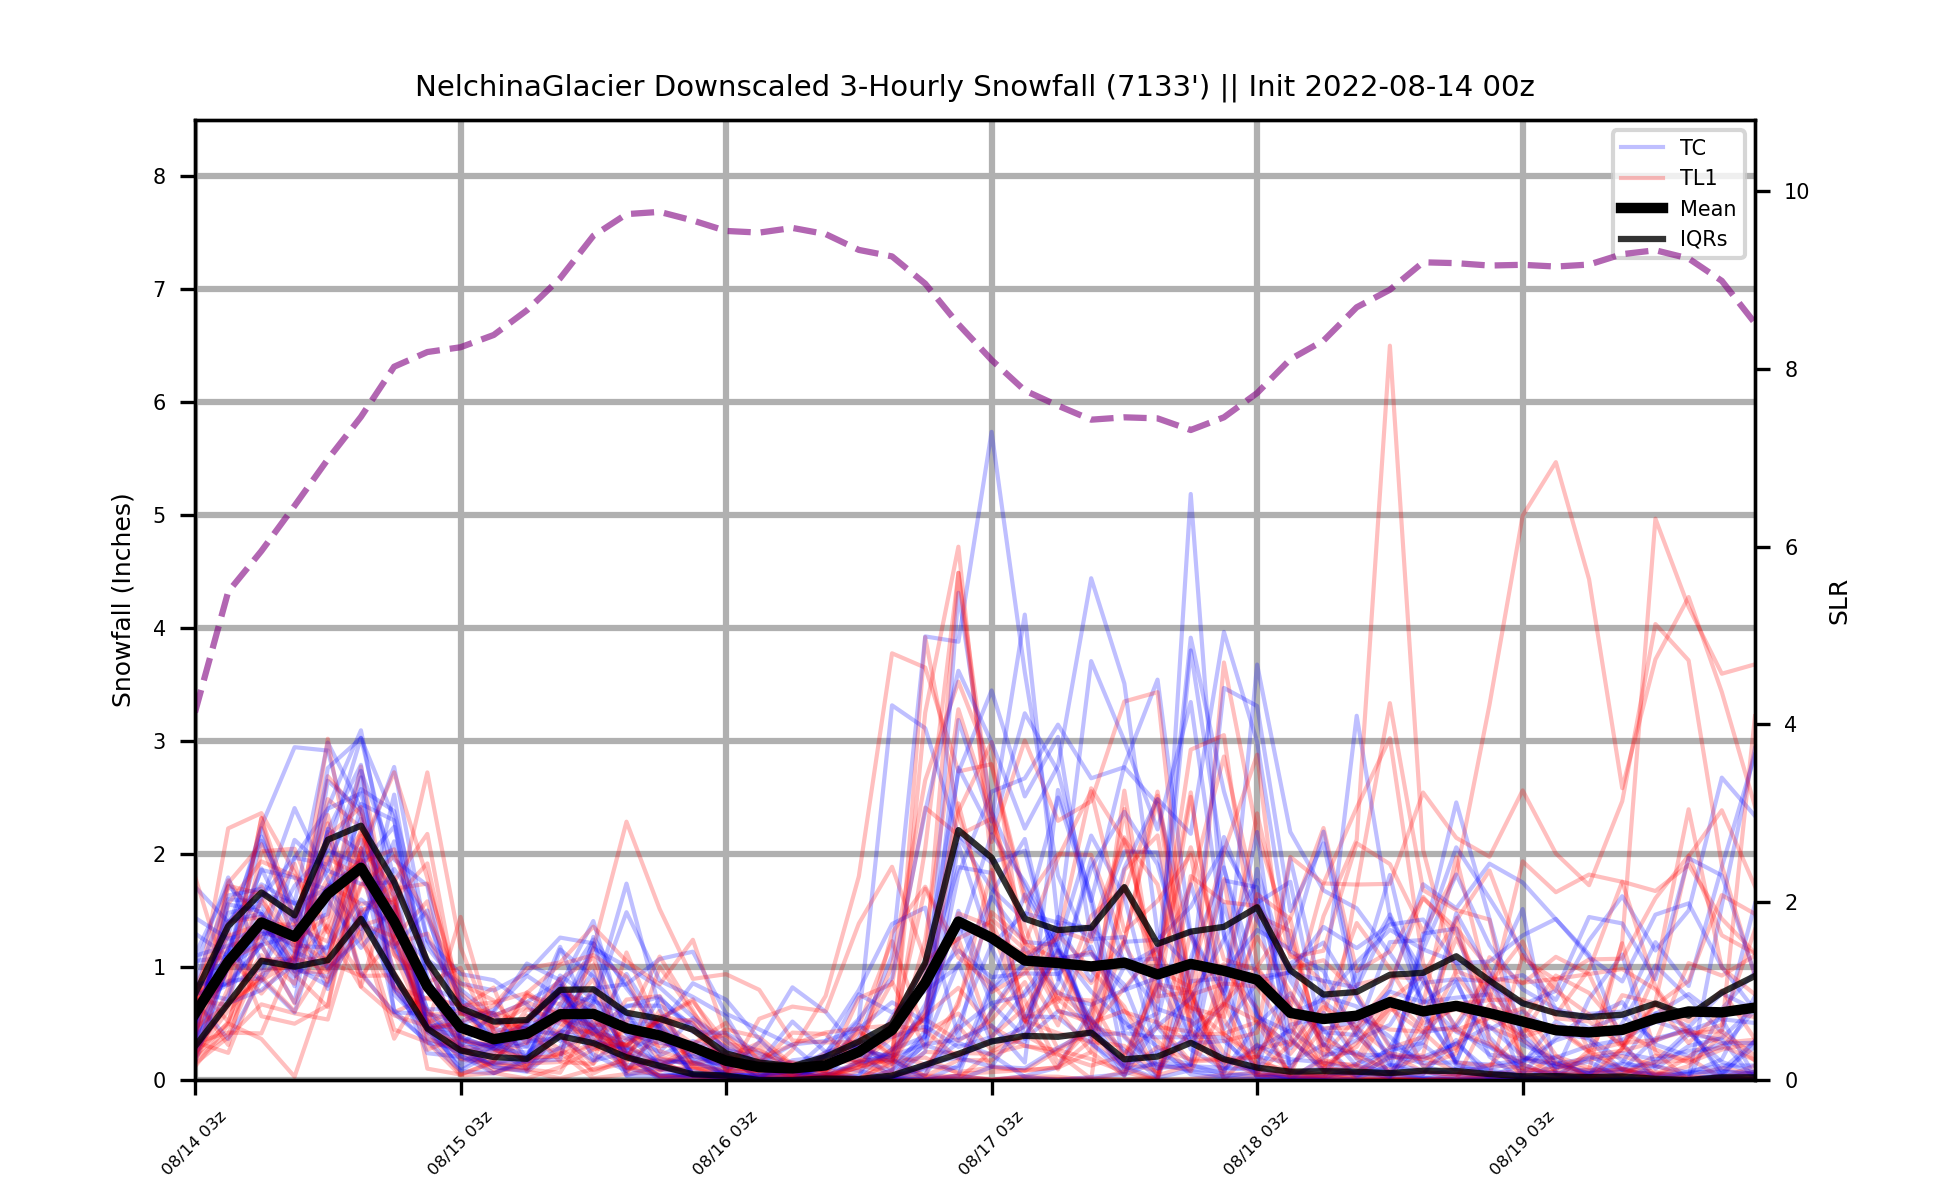 NelchinaGlacier Downscaled 3-Hourly Snowfall (7133') || Init 2022-08-14 00z
TC
TL1
Mean
IQRs
8
7
6
5
4
3
2
1
0
Snowfall (Inches)
10
8
6
4
2
0
SLR
08/14 03z
08/15 03z
08/16 03z
08/17 03z
08/18 03z
08/19 03z